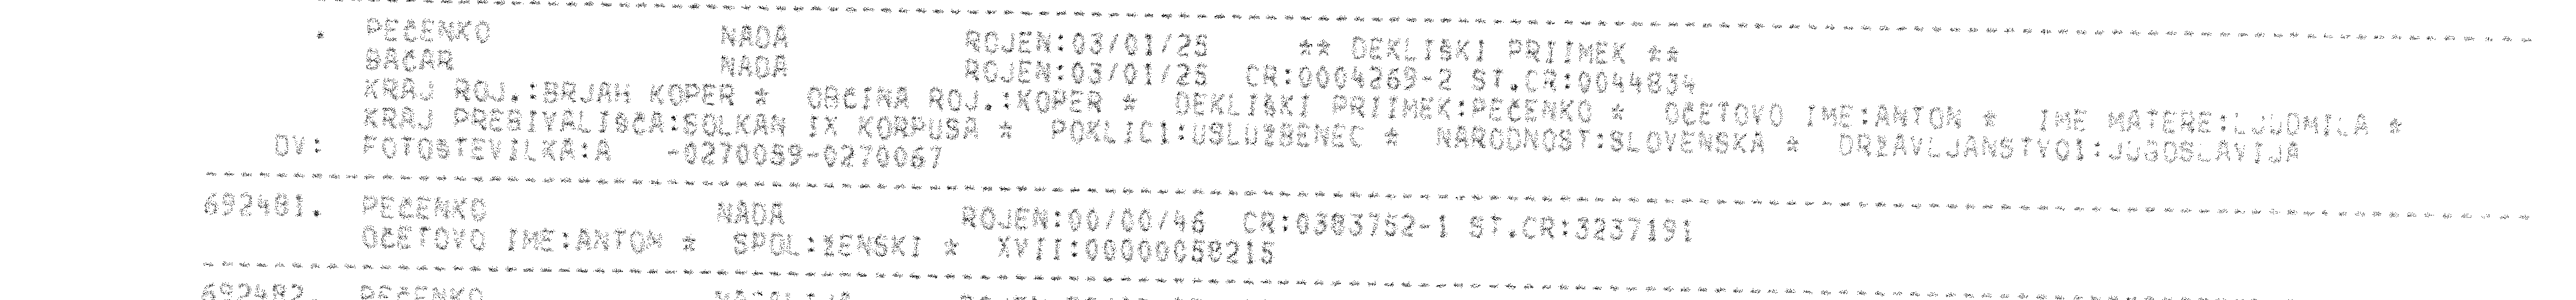 . PEČENKO NADA ROJEN:03/01/25 ** DEKLIŠKI PRIIMEK **
BAČAR NADA ROJEN:03/01/25 CR:0004269-2 ST.CR:0044834
KRAJ ROJ.:BRJAH KOPER * OBČINA ROJ.:KOPER * DEKLIŠKI PRIIMEK:PEČENKO * OČETOVO IME:ANTON * IME MATERE:LJUDMILA *
KRAJ PREBIVALIŠČA:SOLKAN IX KORPUSA * POKLIC1:USLUŽBENEC * NARODNOST:SLOVENSKA * DRŽAVLJANSTVO1:JUGOSLAVIJA
DV: FOTOŠTEVILKA:A -0270059-0270067
692481. PEČENKO NADA ROJEN:00/00/46 CR:0383752-1 ST.CR:3237191
OČETOVO IME:ANTON * SPOL:ŽENSKI * XVII:00000058215
692482. PEČENKO